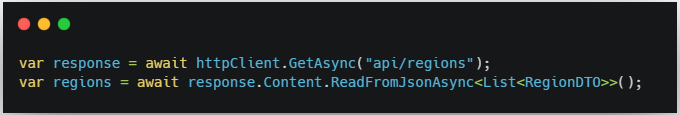 var response = await httpClient.GetAsync("api/regions");
var regions = await response.Content.ReadFromJsonAsync<List<RegionDTO>>();